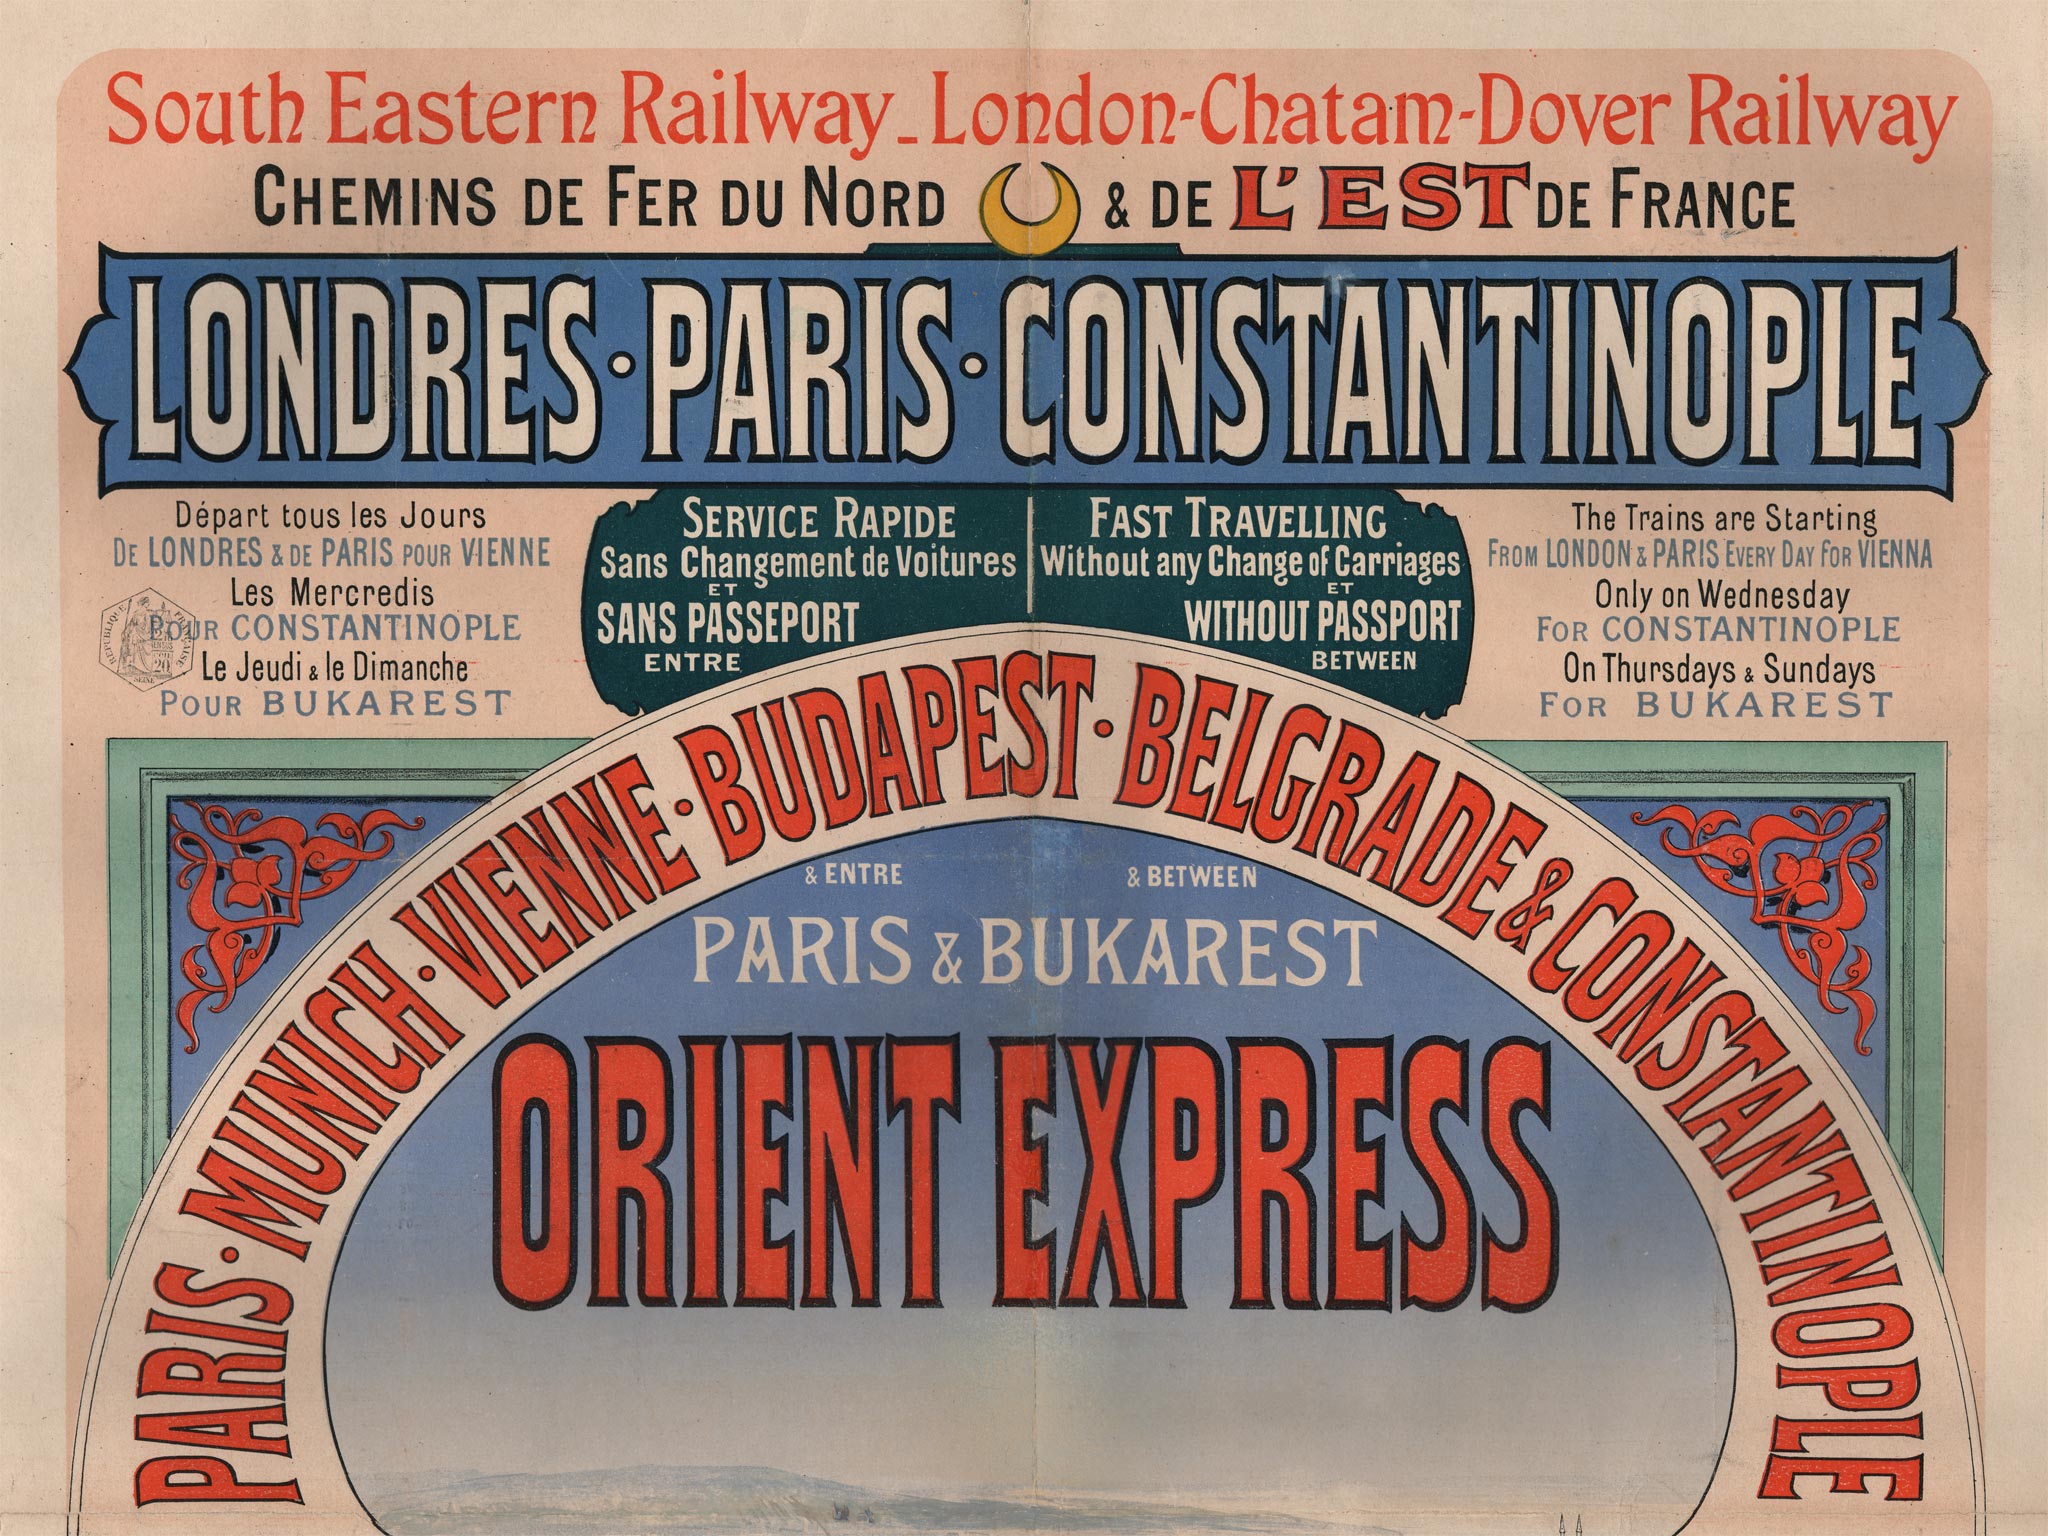 South Eastern Railway_London-Chatam-Dover Railway
CHEMINS DE FER DU NORD & DE L'EST DE FRANCE
LONDRES·PARIS·CONSTANTINOPLE
Départ tous les Jours
DE LONDRES & DE PARIS POUR VIENNE
Les Mercredis
POUR CONSTANTINOPLE
Le Jeudi & le Dimanche
POUR BUKAREST
RÉPUBLIQUE FRANÇAISE
SEINE
SERVICE RAPIDE
Sans Changement de Voitures
ET
SANS PASSEPORT
ENTRE
FAST TRAVELLING
Without any Change of Carriages
ET
WITHOUT PASSPORT
BETWEEN
The Trains are Starting
FROM LONDON & PARIS EVERY DAY FOR VIENNA
Only on Wednesday
FOR CONSTANTINOPLE
On Thursdays & Sundays
FOR BUKAREST
PARIS·MUNICH·VIENNE·BUDAPEST·BELGRADE & CONSTANTINOPLE
& ENTRE & BETWEEN
PARIS & BUKAREST
ORIENT EXPRESS